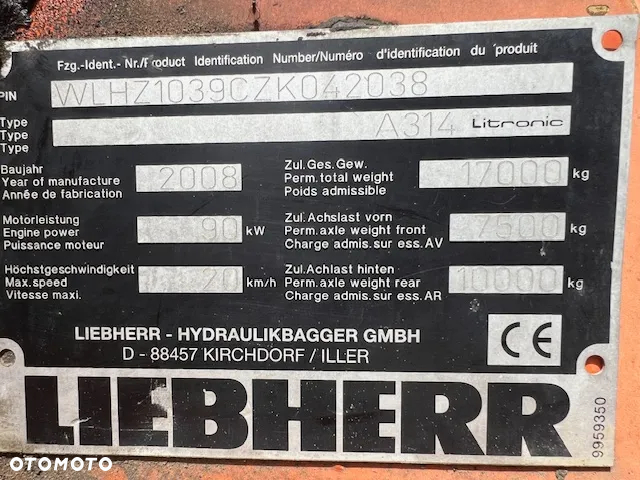 Fzg.-Ident.- Nr./Product Identification Number/Numéro d'identification du produit
PIN WLHZ1039CZK042038
Type
Type A314 Litronic
Type
Baujahr
Year of manufacture 2008
Année de fabrication
Zul.Ges.Gew.
Perm.total weight 17000 kg
Poids admissible
Motorleistung
Engine power 90 kW
Puissance moteur
Zul.Achslast vorn
Perm.axle weight front 7500 kg
Charge admis.sur ess.AV
Höchstgeschwindigkeit
Max.speed 20 km/h
Vitesse maxi.
Zul.Achlast hinten
Perm.axle weight rear 10000 kg
Charge admis.sur ess.AR
LIEBHERR - HYDRAULIKBAGGER GMBH
D - 88457 KIRCHDORF / ILLER
CE
LIEBHERR
9959350
OTOMOTO